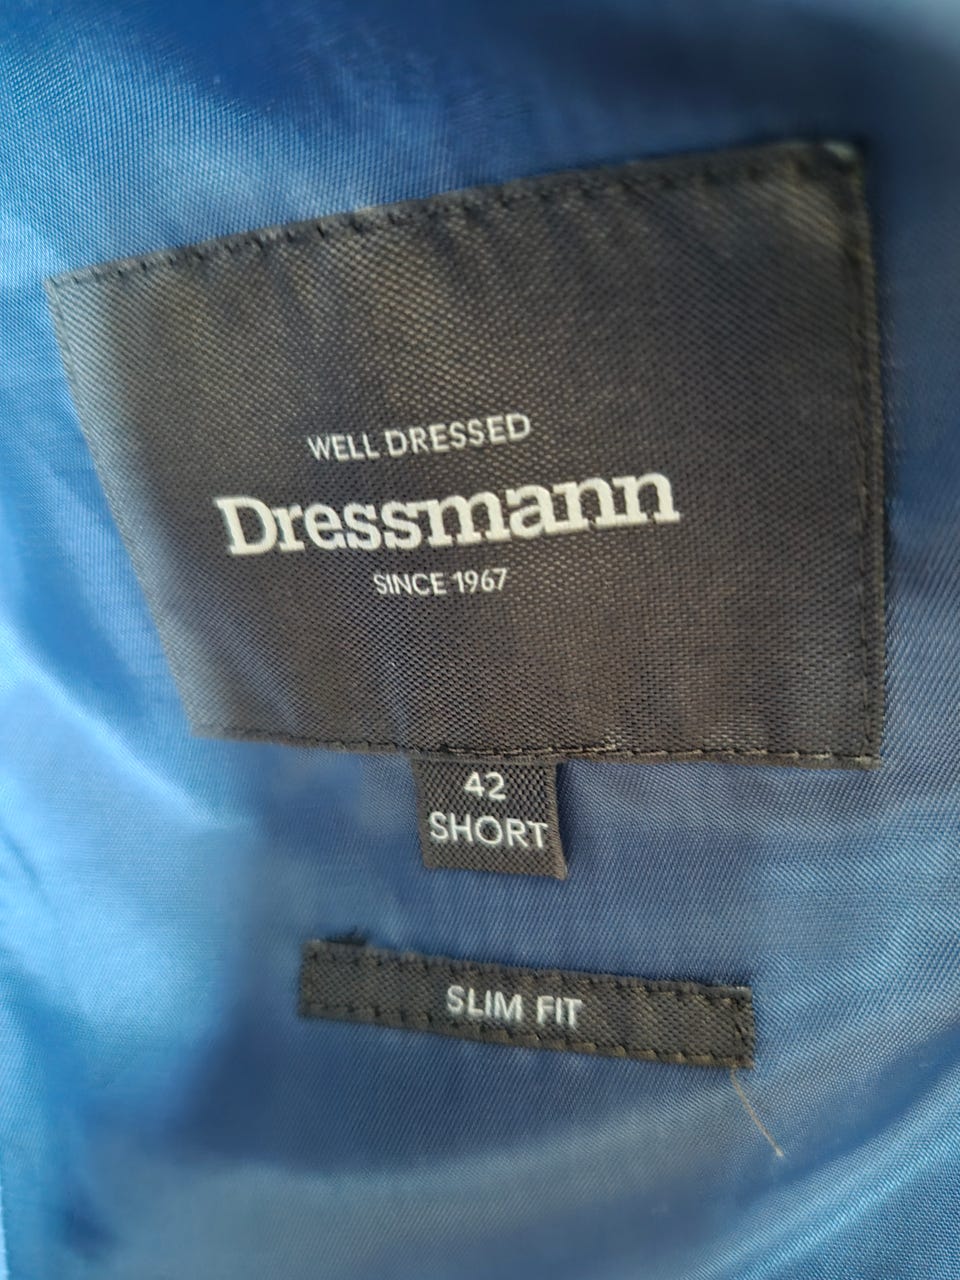 WELL DRESSED
Dressmann
SINCE 1967
42
SHORT
SLIM FIT